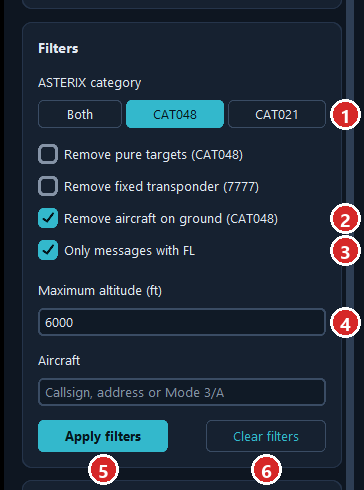 Filters
ASTERIX category
Both CAT048 CAT021 1
Remove pure targets (CAT048)
Remove fixed transponder (7777)
Remove aircraft on ground (CAT048) 2
Only messages with FL 3
Maximum altitude (ft)
6000 4
Aircraft
Callsign, address or Mode 3/A
Apply filters Clear filters
5 6